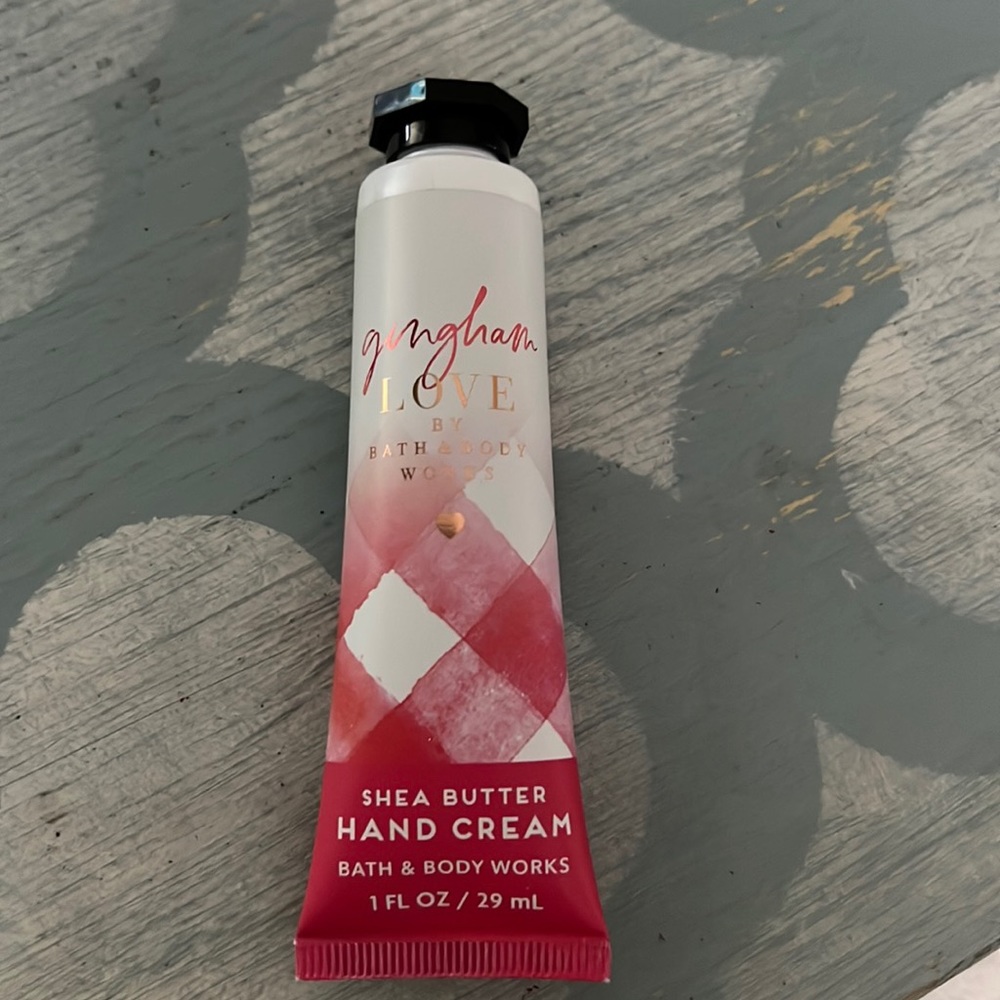 gingham
LOVE
BY
BATH & BODY
WORKS
SHEA BUTTER
HAND CREAM
BATH & BODY WORKS
1 FL OZ / 29 mL